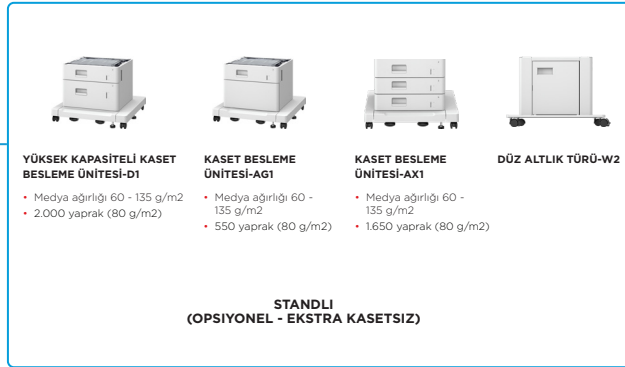 YÜKSEK KAPASİTELİ KASET
BESLEME ÜNİTESİ-D1
• Medya ağırlığı 60 - 135 g/m2
• 2.000 yaprak (80 g/m2)
KASET BESLEME
ÜNİTESİ-AG1
• Medya ağırlığı 60 -
135 g/m2
• 550 yaprak (80 g/m2)
KASET BESLEME
ÜNİTESİ-AX1
• Medya ağırlığı 60 -
135 g/m2
• 1.650 yaprak (80 g/m2)
DÜZ ALTLIK TÜRÜ-W2
STANDLI
(OPSIYONEL - EKSTRA KASETSIZ)